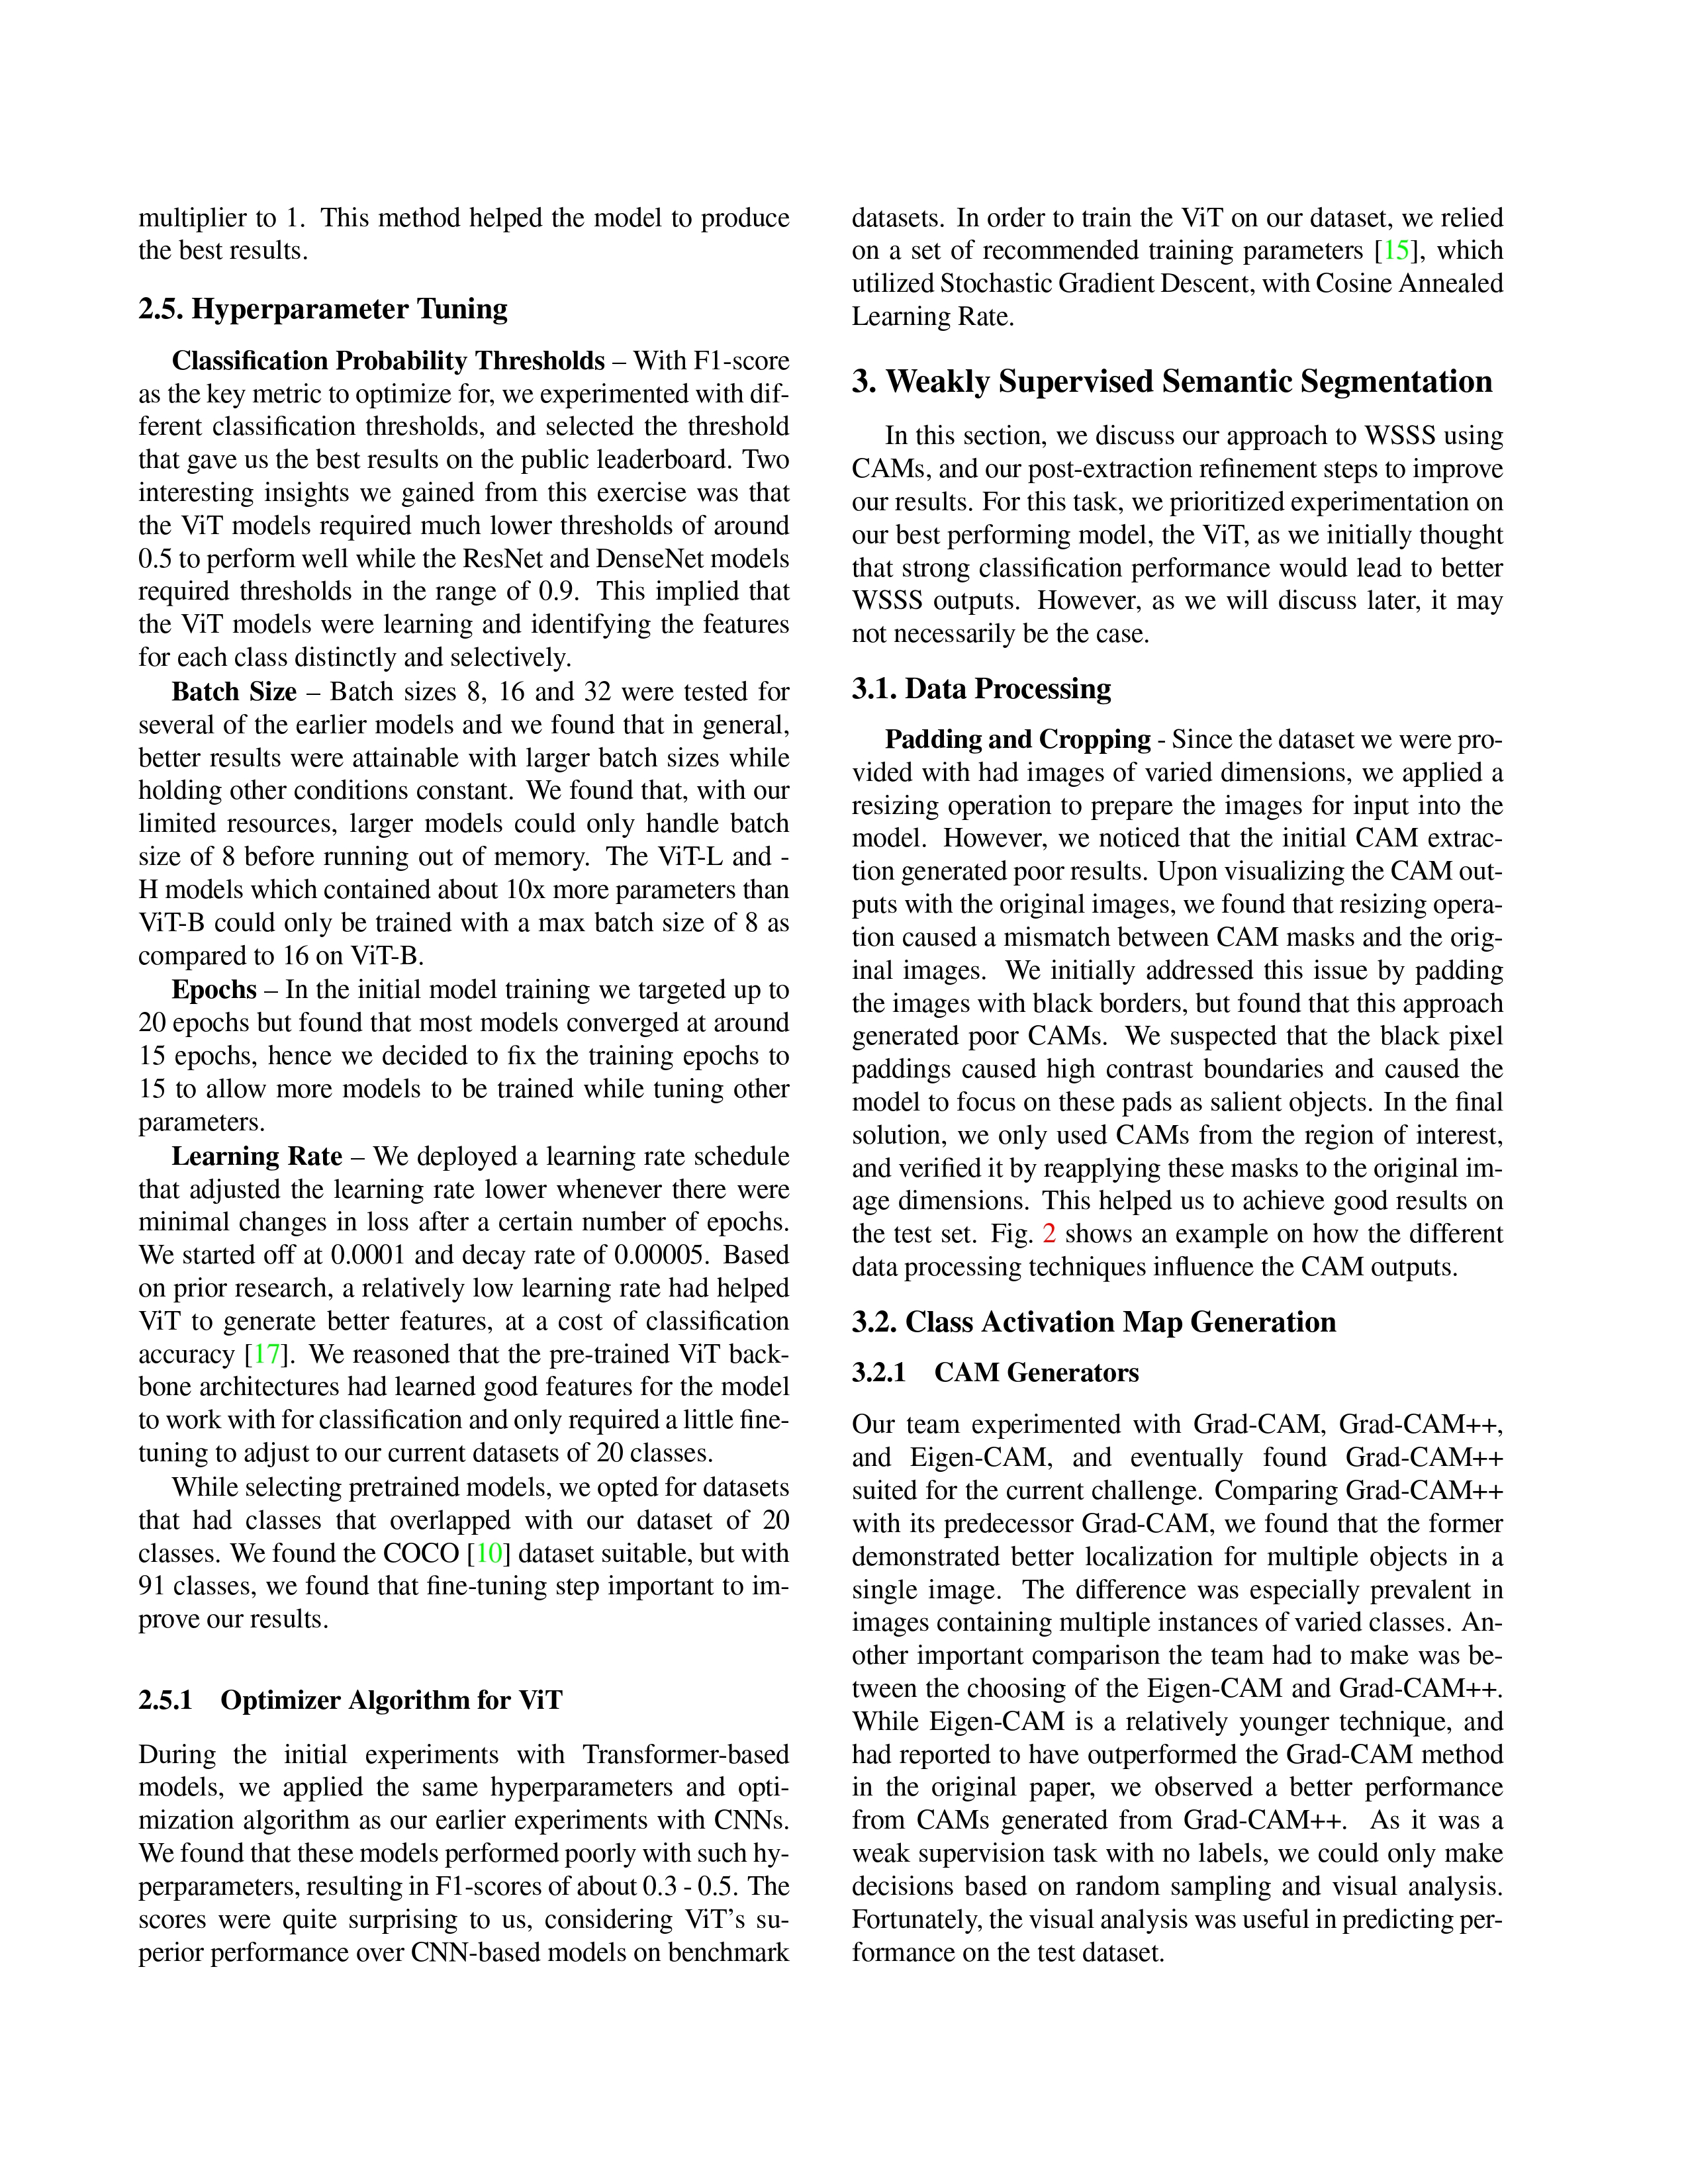 multiplier to 1. This method helped the model to produce
the best results.
2.5. Hyperparameter Tuning
Classification Probability Thresholds – With F1-score
as the key metric to optimize for, we experimented with dif-
ferent classification thresholds, and selected the threshold
that gave us the best results on the public leaderboard. Two
interesting insights we gained from this exercise was that
the ViT models required much lower thresholds of around
0.5 to perform well while the ResNet and DenseNet models
required thresholds in the range of 0.9. This implied that
the ViT models were learning and identifying the features
for each class distinctly and selectively.
Batch Size – Batch sizes 8, 16 and 32 were tested for
several of the earlier models and we found that in general,
better results were attainable with larger batch sizes while
holding other conditions constant. We found that, with our
limited resources, larger models could only handle batch
size of 8 before running out of memory. The ViT-L and -
H models which contained about 10x more parameters than
ViT-B could only be trained with a max batch size of 8 as
compared to 16 on ViT-B.
Epochs – In the initial model training we targeted up to
20 epochs but found that most models converged at around
15 epochs, hence we decided to fix the training epochs to
15 to allow more models to be trained while tuning other
parameters.
Learning Rate – We deployed a learning rate schedule
that adjusted the learning rate lower whenever there were
minimal changes in loss after a certain number of epochs.
We started off at 0.0001 and decay rate of 0.00005. Based
on prior research, a relatively low learning rate had helped
ViT to generate better features, at a cost of classification
accuracy [17]. We reasoned that the pre-trained ViT back-
bone architectures had learned good features for the model
to work with for classification and only required a little fine-
tuning to adjust to our current datasets of 20 classes.
While selecting pretrained models, we opted for datasets
that had classes that overlapped with our dataset of 20
classes. We found the COCO [10] dataset suitable, but with
91 classes, we found that fine-tuning step important to im-
prove our results.
2.5.1 Optimizer Algorithm for ViT
During the initial experiments with Transformer-based
models, we applied the same hyperparameters and opti-
mization algorithm as our earlier experiments with CNNs.
We found that these models performed poorly with such hy-
perparameters, resulting in F1-scores of about 0.3 - 0.5. The
scores were quite surprising to us, considering ViT's su-
perior performance over CNN-based models on benchmark
datasets. In order to train the ViT on our dataset, we relied
on a set of recommended training parameters [15], which
utilized Stochastic Gradient Descent, with Cosine Annealed
Learning Rate.
3. Weakly Supervised Semantic Segmentation
In this section, we discuss our approach to WSSS using
CAMs, and our post-extraction refinement steps to improve
our results. For this task, we prioritized experimentation on
our best performing model, the ViT, as we initially thought
that strong classification performance would lead to better
WSSS outputs. However, as we will discuss later, it may
not necessarily be the case.
3.1. Data Processing
Padding and Cropping - Since the dataset we were pro-
vided with had images of varied dimensions, we applied a
resizing operation to prepare the images for input into the
model. However, we noticed that the initial CAM extrac-
tion generated poor results. Upon visualizing the CAM out-
puts with the original images, we found that resizing opera-
tion caused a mismatch between CAM masks and the orig-
inal images. We initially addressed this issue by padding
the images with black borders, but found that this approach
generated poor CAMs. We suspected that the black pixel
paddings caused high contrast boundaries and caused the
model to focus on these pads as salient objects. In the final
solution, we only used CAMs from the region of interest,
and verified it by reapplying these masks to the original im-
age dimensions. This helped us to achieve good results on
the test set. Fig. 2 shows an example on how the different
data processing techniques influence the CAM outputs.
3.2. Class Activation Map Generation
3.2.1 CAM Generators
Our team experimented with Grad-CAM, Grad-CAM++,
and Eigen-CAM, and eventually found Grad-CAM++
suited for the current challenge. Comparing Grad-CAM++
with its predecessor Grad-CAM, we found that the former
demonstrated better localization for multiple objects in a
single image. The difference was especially prevalent in
images containing multiple instances of varied classes. An-
other important comparison the team had to make was be-
tween the choosing of the Eigen-CAM and Grad-CAM++.
While Eigen-CAM is a relatively younger technique, and
had reported to have outperformed the Grad-CAM method
in the original paper, we observed a better performance
from CAMs generated from Grad-CAM++. As it was a
weak supervision task with no labels, we could only make
decisions based on random sampling and visual analysis.
Fortunately, the visual analysis was useful in predicting per-
formance on the test dataset.